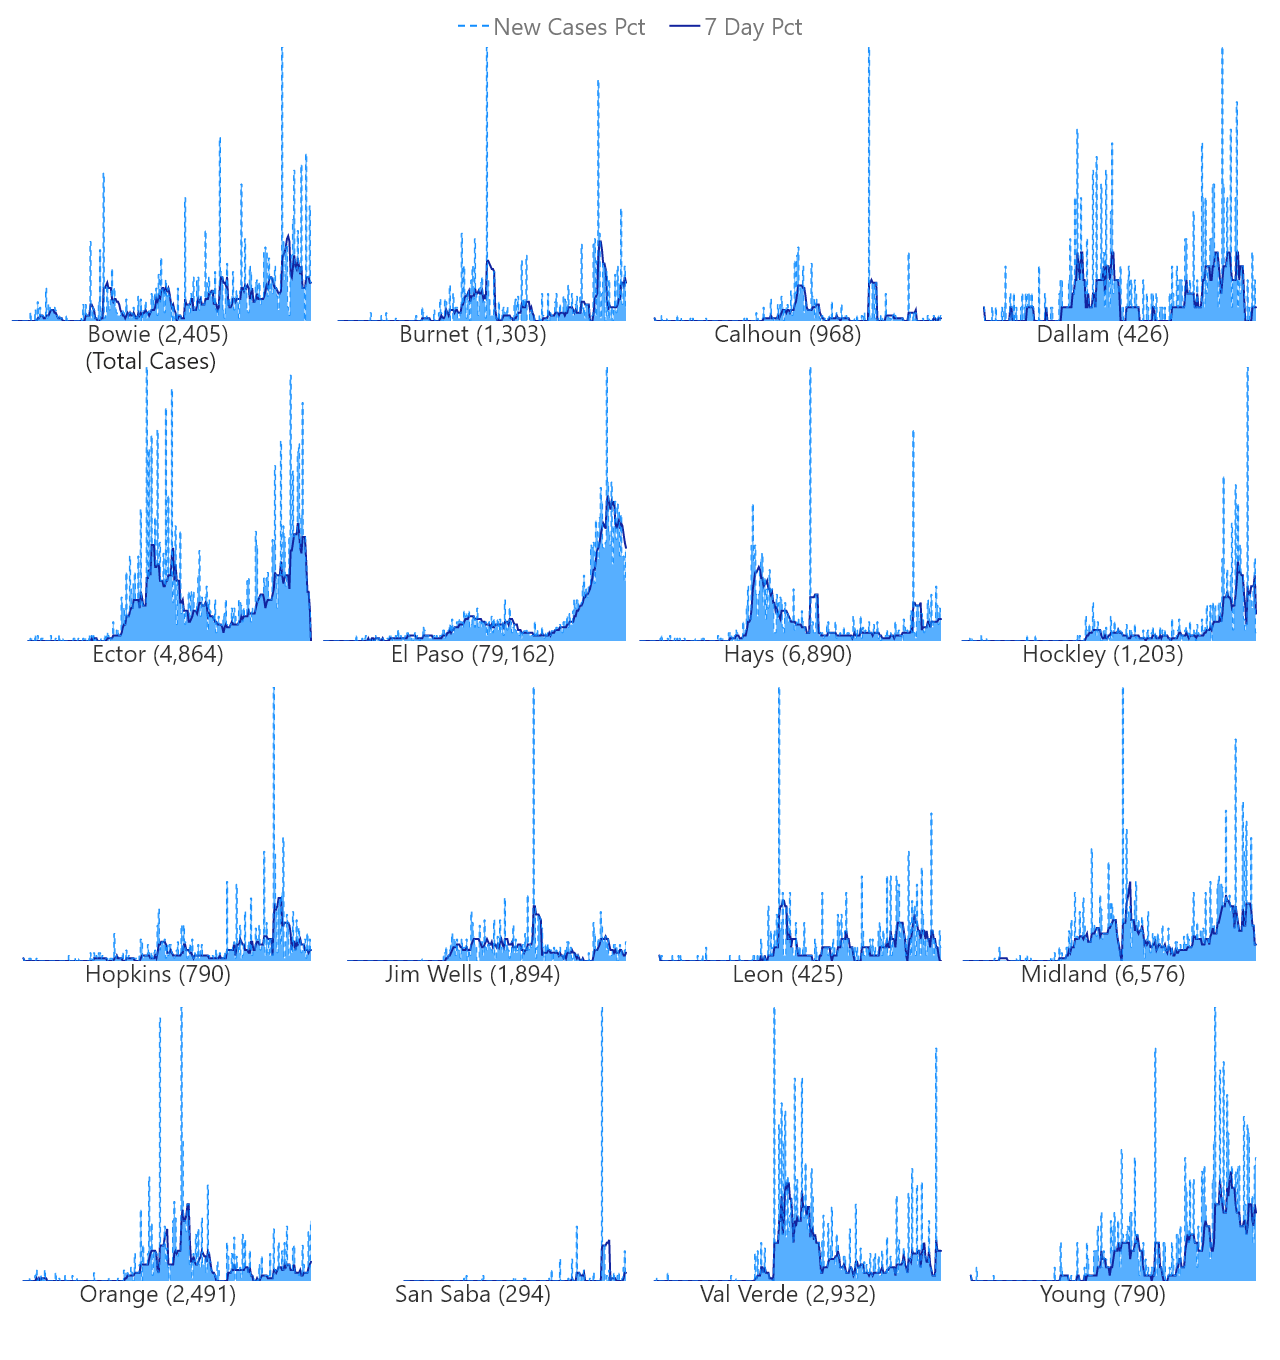 New Cases Pct 7 Day Pct
Bowie (2,405) Burnet (1,303) Calhoun (968) Dallam (426)
(Total Cases)
Ector (4,864) El Paso (79,162) Hays (6,890) Hockley (1,203)
Hopkins (790) Jim Wells (1,894) Leon (425) Midland (6,576)
Orange (2,491) San Saba (294) Val Verde (2,932) Young (790)